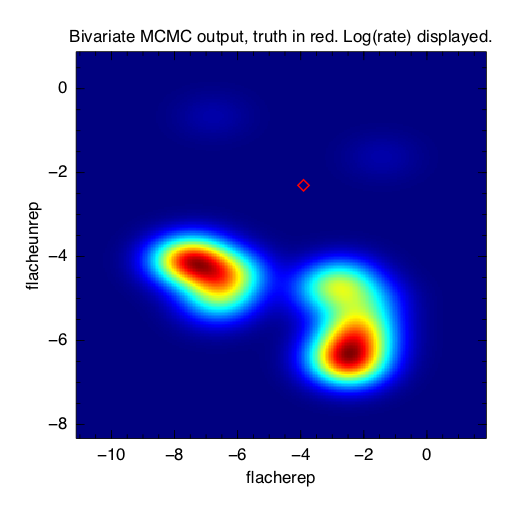 Bivariate MCMC output, truth in red. Log(rate) displayed.
0
−2
−4
−6
−8
flacheunrep
−10 −8 −6 −4 −2 0
flacherep